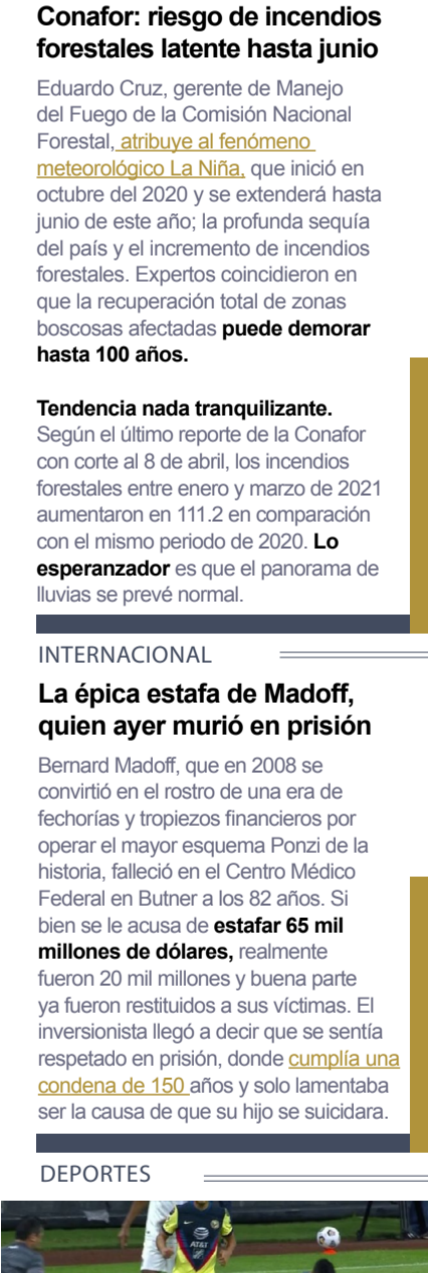 Conafor: riesgo de incendios
forestales latente hasta junio
Eduardo Cruz, gerente de Manejo
del Fuego de la Comisión Nacional
Forestal, atribuye al fenómeno
meteorológico La Niña, que inició en
octubre del 2020 y se extenderá hasta
junio de este año; la profunda sequía
del país y el incremento de incendios
forestales. Expertos coincidieron en
que la recuperación total de zonas
boscosas afectadas puede demorar
hasta 100 años.
Tendencia nada tranquilizante.
Según el último reporte de la Conafor
con corte al 8 de abril, los incendios
forestales entre enero y marzo de 2021
aumentaron en 111.2 en comparación
con el mismo periodo de 2020. Lo
esperanzador es que el panorama de
lluvias se prevé normal.
INTERNACIONAL
La épica estafa de Madoff,
quien ayer murió en prisión
Bernard Madoff, que en 2008 se
convirtió en el rostro de una era de
fechorías y tropiezos financieros por
operar el mayor esquema Ponzi de la
historia, falleció en el Centro Médico
Federal en Butner a los 82 años. Si
bien se le acusa de estafar 65 mil
millones de dólares, realmente
fueron 20 mil millones y buena parte
ya fueron restituidos a sus víctimas. El
inversionista llegó a decir que se sentía
respetado en prisión, donde cumplía una
condena de 150 años y solo lamentaba
ser la causa de que su hijo se suicidara.
DEPORTES
AT&T